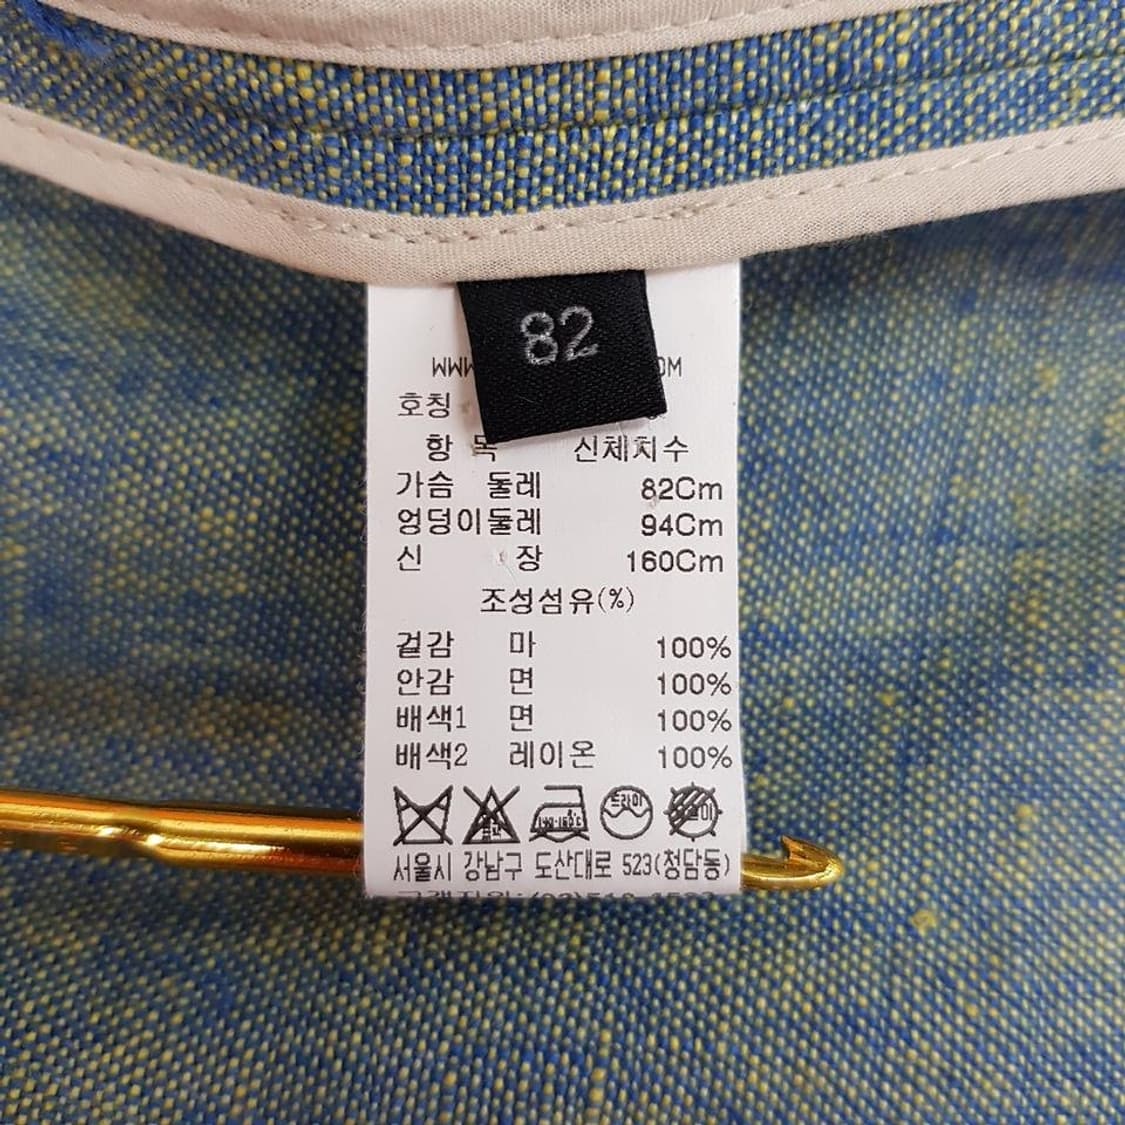 82
WWW OM
호칭
항 목 신체치수
가슴 둘레 82Cm
엉덩이둘레 94Cm
신 장 160Cm
조성섬유(%)
겉감 마 100%
안감 면 100%
배색1 면 100%
배색2 레이온 100%
드라이
서울시 강남구 도산대로 523(청담동)